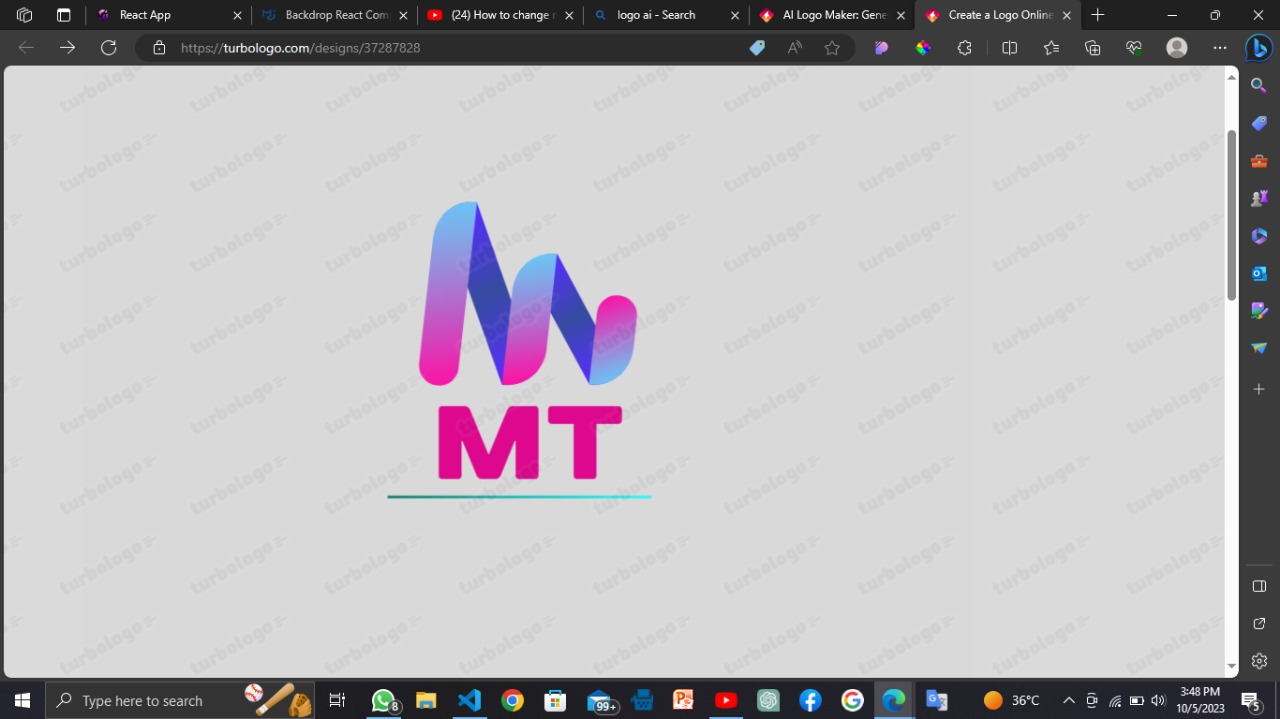 React App
Backdrop React Com
(24) How to change
logo ai - Search
AI Logo Maker: Gene
Create a Logo Online
https://turbologo.com/designs/37287828
turbologo
MT
Type here to search
8
99+
36°C
3:48 PM
10/5/2023
5